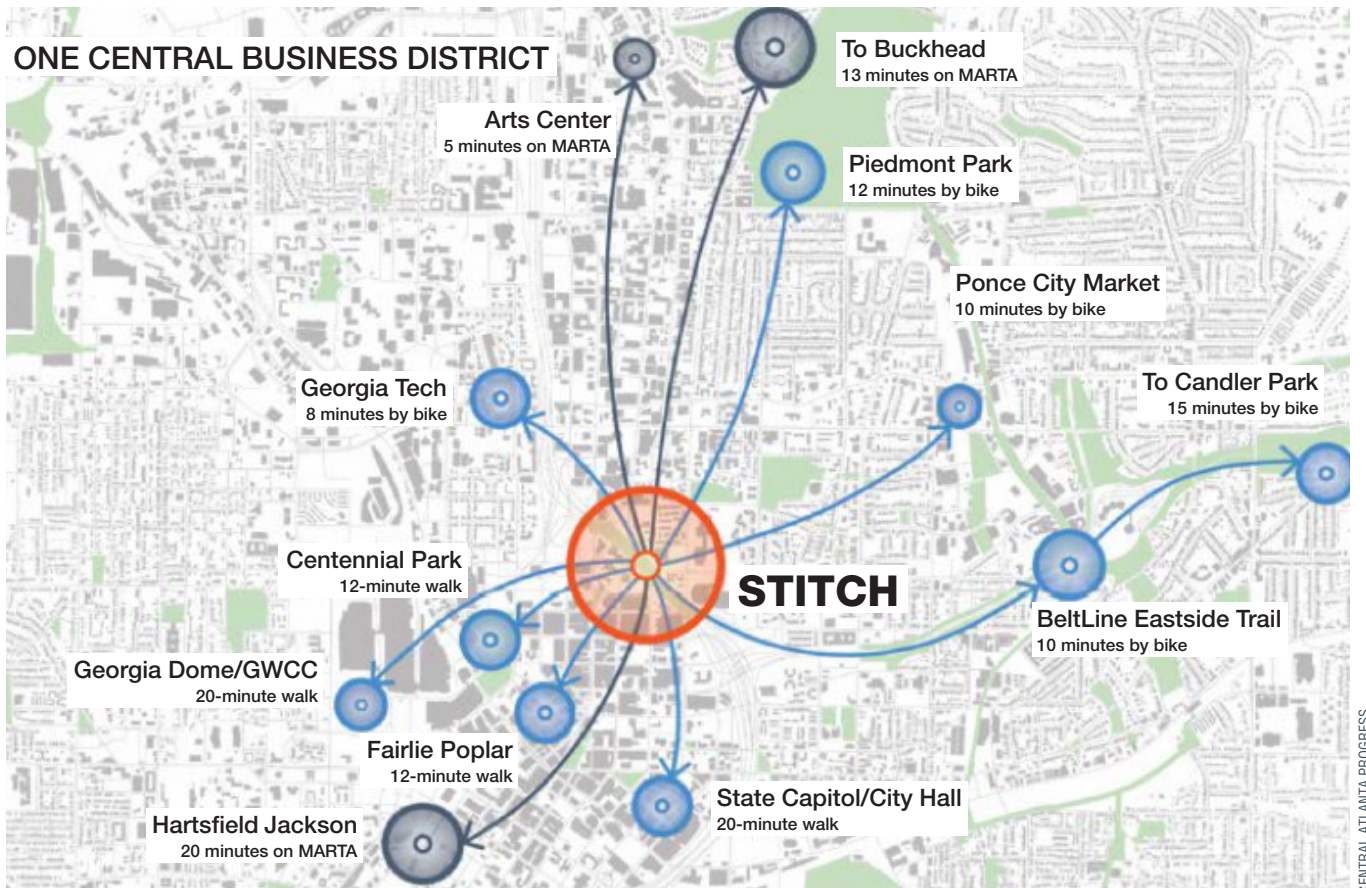 ONE CENTRAL BUSINESS DISTRICT
To Buckhead
13 minutes on MARTA
Arts Center
5 minutes on MARTA
Piedmont Park
12 minutes by bike
Ponce City Market
10 minutes by bike
Georgia Tech
8 minutes by bike
To Candler Park
15 minutes by bike
Centennial Park
12-minute walk
STITCH
BeltLine Eastside Trail
10 minutes by bike
Georgia Dome/GWCC
20-minute walk
Fairlie Poplar
12-minute walk
State Capitol/City Hall
20-minute walk
Hartsfield Jackson
20 minutes on MARTA
ATLANTA PROGRESS